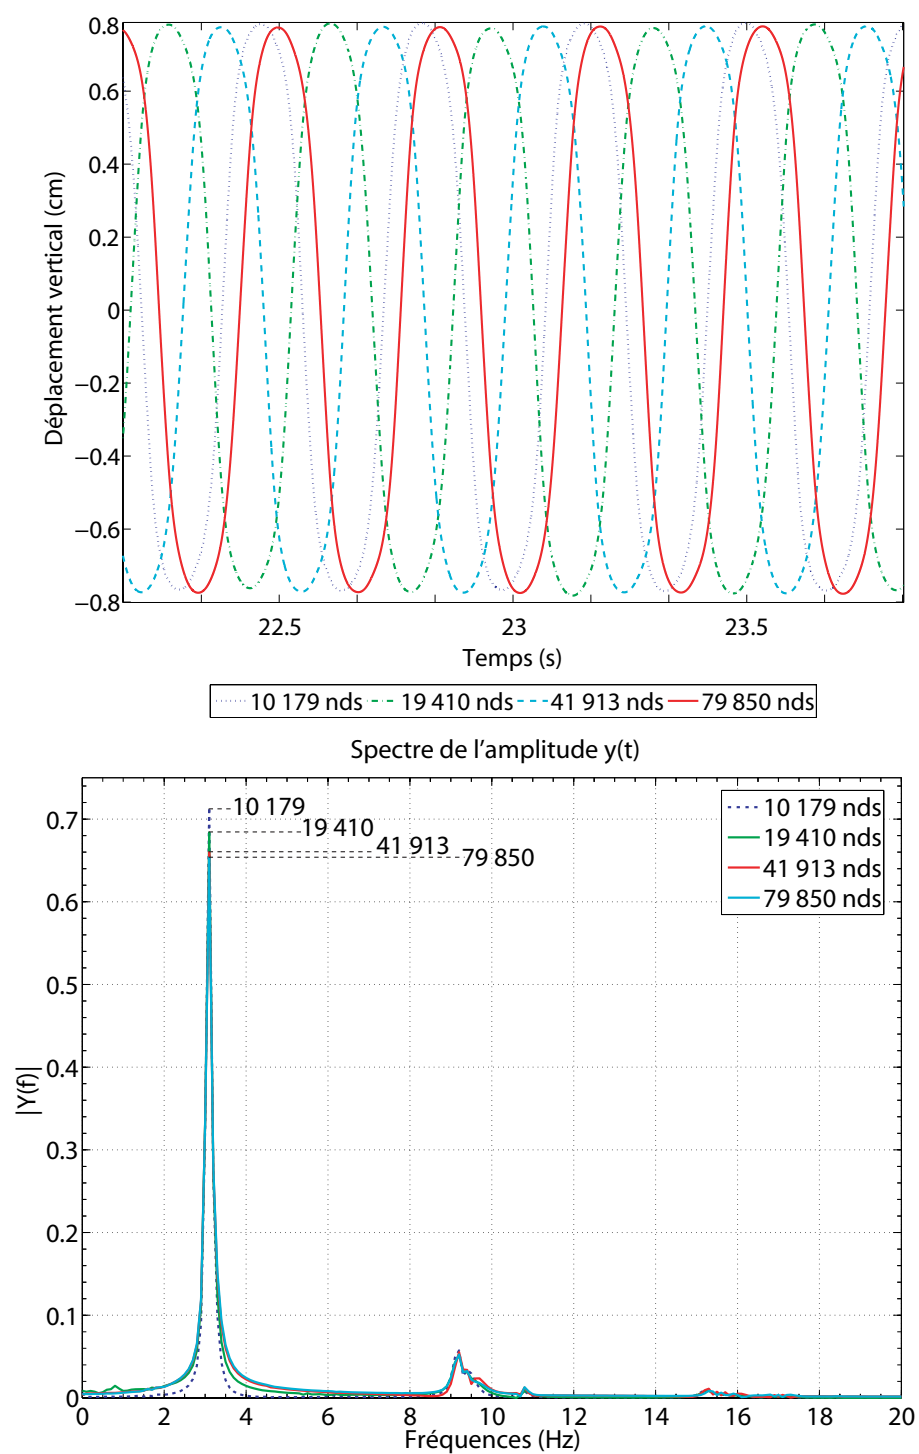 0.8
0.6
0.4
0.2
0
−0.2
−0.4
−0.6
−0.8
Déplacement vertical (cm)
22.5 23 23.5
Temps (s)
10 179 nds 19 410 nds 41 913 nds 79 850 nds
Spectre de l’amplitude y(t)
0.7
0.6
0.5
0.4
0.3
0.2
0.1
0
|Y(f)|
10 179
19 410
41 913
79 850
10 179 nds
19 410 nds
41 913 nds
79 850 nds
0 2 4 6 8 10 12 14 16 18 20
Fréquences (Hz)